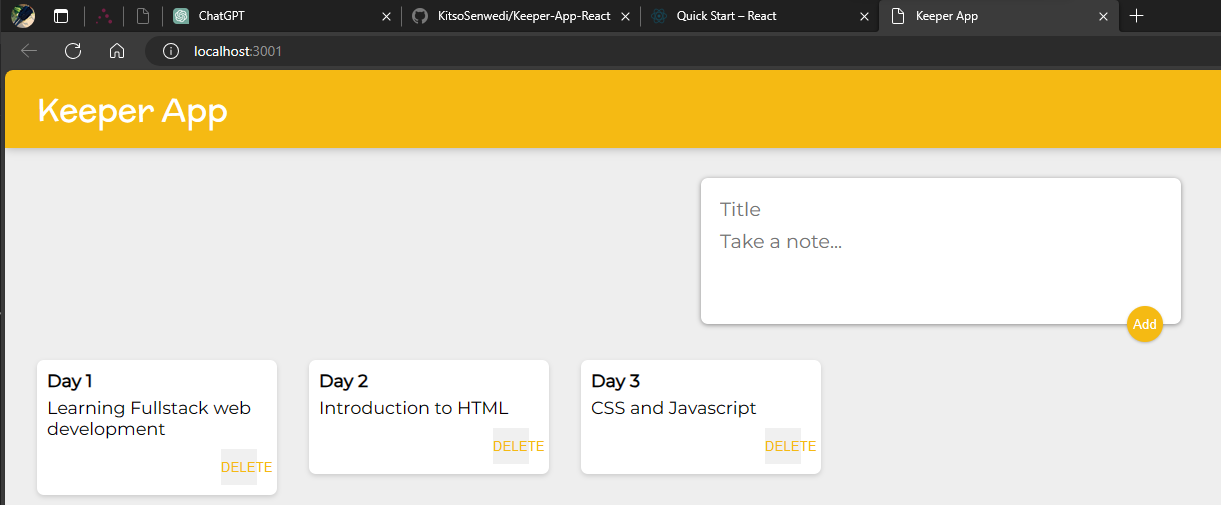 ChatGPT
KitsoSenwedi/Keeper-App-React
Quick Start – React
Keeper App
localhost:3001
Keeper App
Title
Take a note...
Add
Day 1
Learning Fullstack web
development
DELETE
Day 2
Introduction to HTML
DELETE
Day 3
CSS and Javascript
DELETE